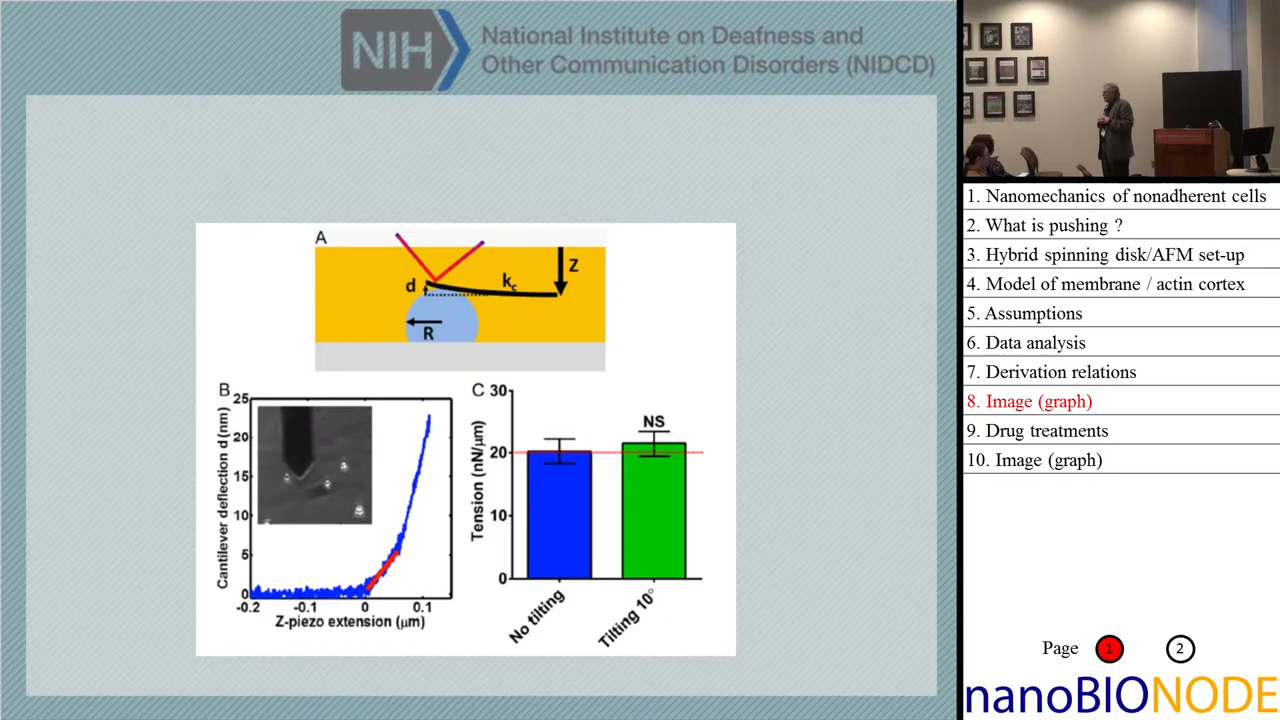 NIH
National Institute on Deafness and
Other Communication Disorders (NIDCD)
A
d
kc
Z
R
B
Cantilever deflection d (nm)
25
20
15
10
5
0
-0.2
-0.1
0
0.1
Z-piezo extension (μm)
C
Tension (nN/μm)
30
20
10
0
NS
No tilting
Tilting 10°
1. Nanomechanics of nonadherent cells
2. What is pushing ?
3. Hybrid spinning disk/AFM set-up
4. Model of membrane / actin cortex
5. Assumptions
6. Data analysis
7. Derivation relations
8. Image (graph)
9. Drug treatments
10. Image (graph)
Page 1 2
nanoBIONODE